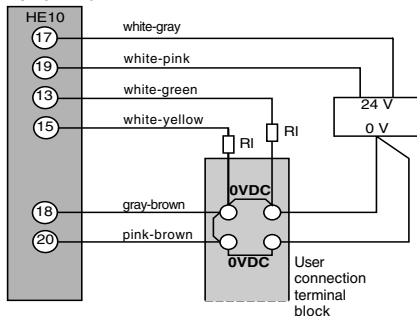 HE10
17 white-gray
19 white-pink
13 white-green
24 V
15 white-yellow
RI
RI
0 V
0VDC
18 gray-brown
20 pink-brown
0VDC
User
connection
terminal
block